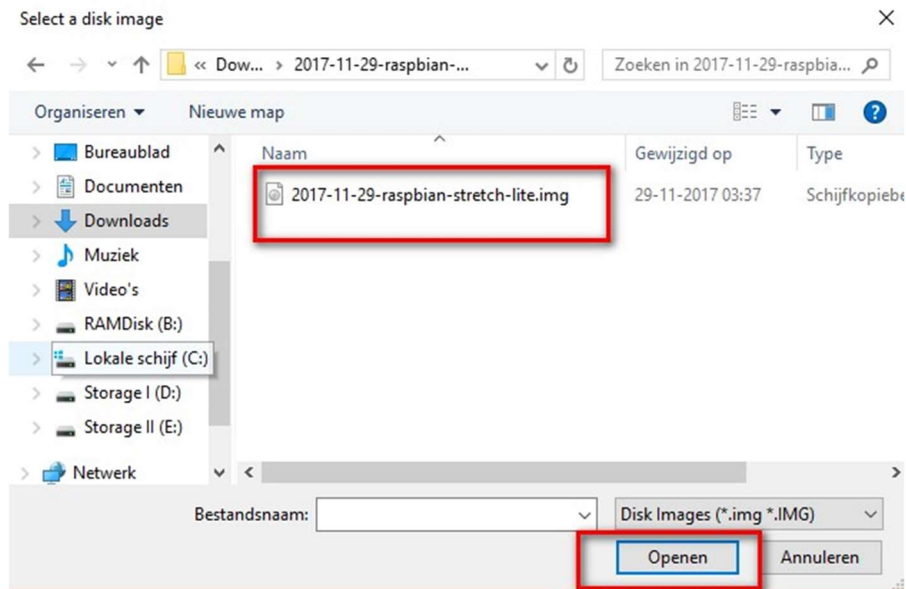 Select a disk image
« Dow... › 2017-11-29-raspbian-...
Zoeken in 2017-11-29-raspbia...
Organiseren
Nieuwe map
Bureaublad
Documenten
Downloads
Muziek
Video's
RAMDisk (B:)
Lokale schijf (C:)
Storage I (D:)
Storage II (E:)
Netwerk
Naam
Gewijzigd op
Type
2017-11-29-raspbian-stretch-lite.img
29-11-2017 03:37
Schijfkopiebe
Bestandsnaam:
Disk Images (*.img *.IMG)
Openen
Annuleren